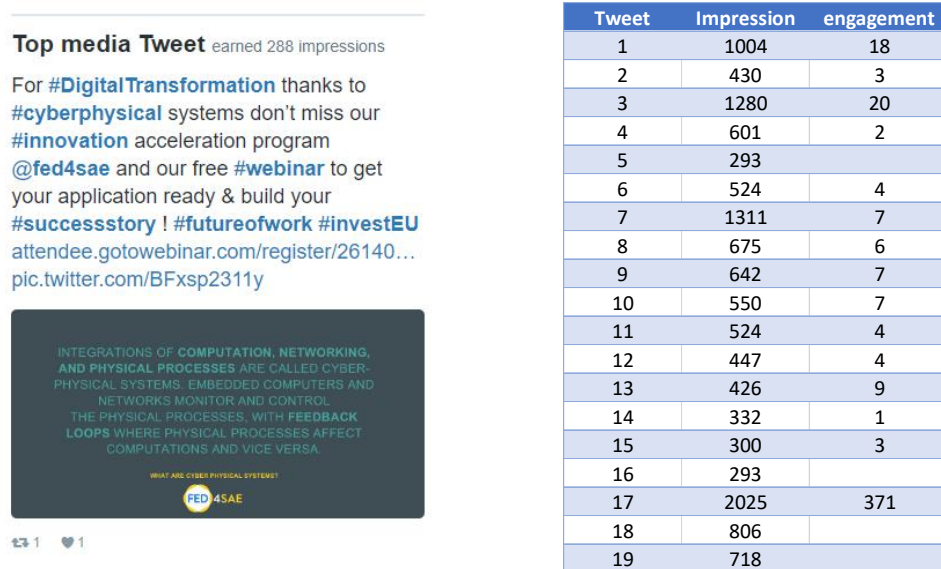 Top media Tweet earned 288 impressions
For #DigitalTransformation thanks to
#cyberphysical systems don't miss our
#innovation acceleration program
@fed4sae and our free #webinar to get
your application ready & build your
#successstory ! #futureofwork #investEU
attendee.gotowebinar.com/register/26140…
pic.twitter.com/BFxsp2311y
INTEGRATIONS OF COMPUTATION, NETWORKING,
AND PHYSICAL PROCESSES ARE CALLED CYBER-
PHYSICAL SYSTEMS. EMBEDDED COMPUTERS AND
NETWORKS MONITOR AND CONTROL
THE PHYSICAL PROCESSES, WITH FEEDBACK
LOOPS WHERE PHYSICAL PROCESSES AFFECT
COMPUTATIONS AND VICE VERSA.
WHAT ARE CYBER PHYSICAL SYSTEMS?
FED4SAE
1 1
Tweet Impression engagement
1 1004 18
2 430 3
3 1280 20
4 601 2
5 293
6 524 4
7 1311 7
8 675 6
9 642 7
10 550 7
11 524 4
12 447 4
13 426 9
14 332 1
15 300 3
16 293
17 2025 371
18 806
19 718